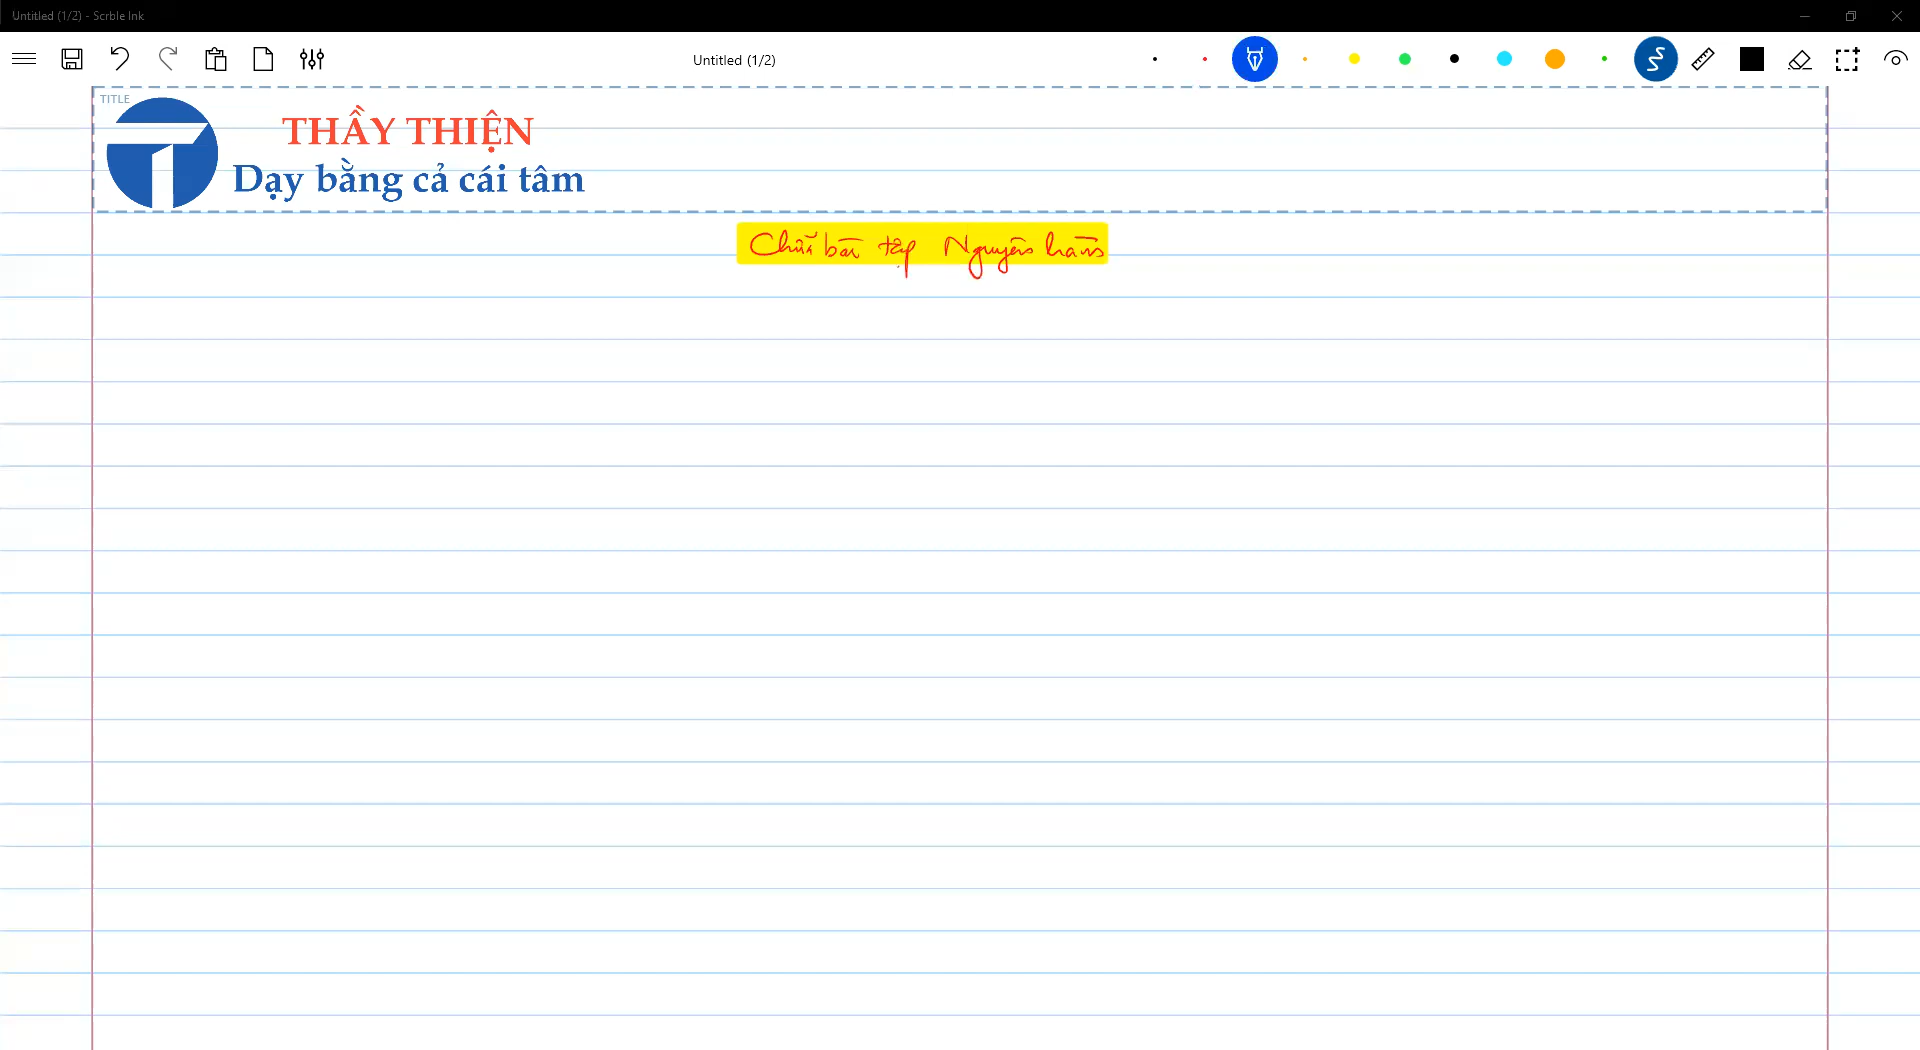 Untitled (1/2) - Scrble Ink
Untitled (1/2)
TITLE
THẦY THIỆN
Dạy bằng cả cái tâm
Chữa bài tập Nguyên hàm